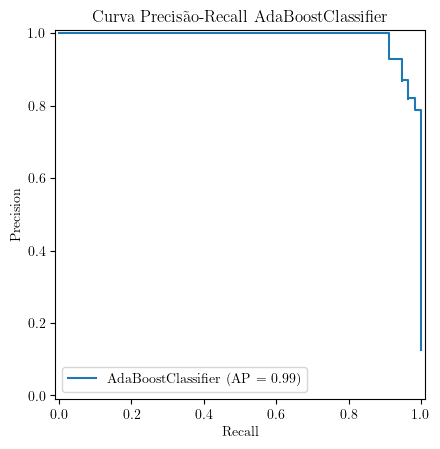 Curva Precisão-Recall AdaBoostClassifier
1.0
0.8
0.6
0.4
0.2
0.0
Precision
AdaBoostClassifier (AP = 0.99)
0.0 0.2 0.4 0.6 0.8 1.0
Recall